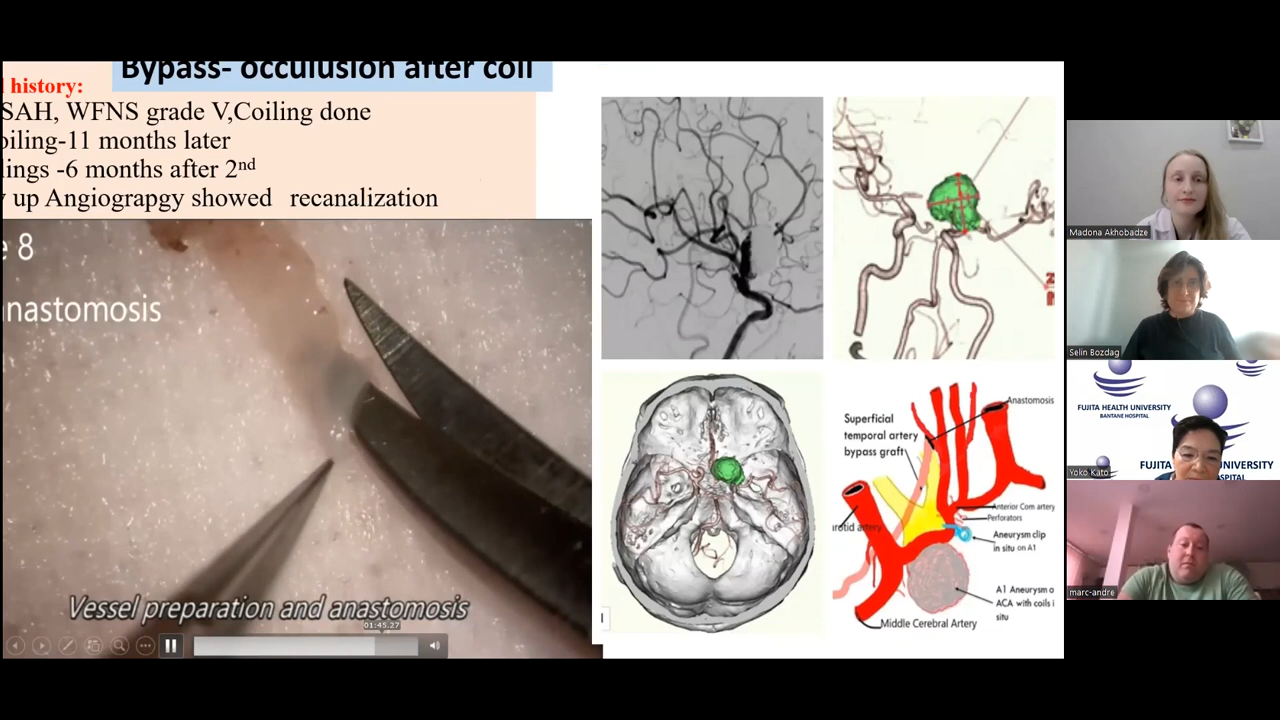 Bypass- occulusion after coil
l history:
SAH, WFNS grade V,Coiling done
oiling-11 months later
lings -6 months after 2nd
up Angiograpgy showed recanalization
e 8
nastomosis
Vessel preparation and anastomosis
01:45.27
Superficial
temporal artery
bypass graft
Anastomosis
Anterior Com artery
Perforators
arotid artery
Aneurysm clip
in situ on A1
A1 Aneurysm o
ACA with coils i
situ
Middle Cerebral Artery
Madona Akhobadze
Selin Bozdag
FUJITA HEALTH UNIVERSITY
BANTANE HOSPITAL
FUJITA
UNIVERSITY
SPITAL
Yoko Kato
marc-andre